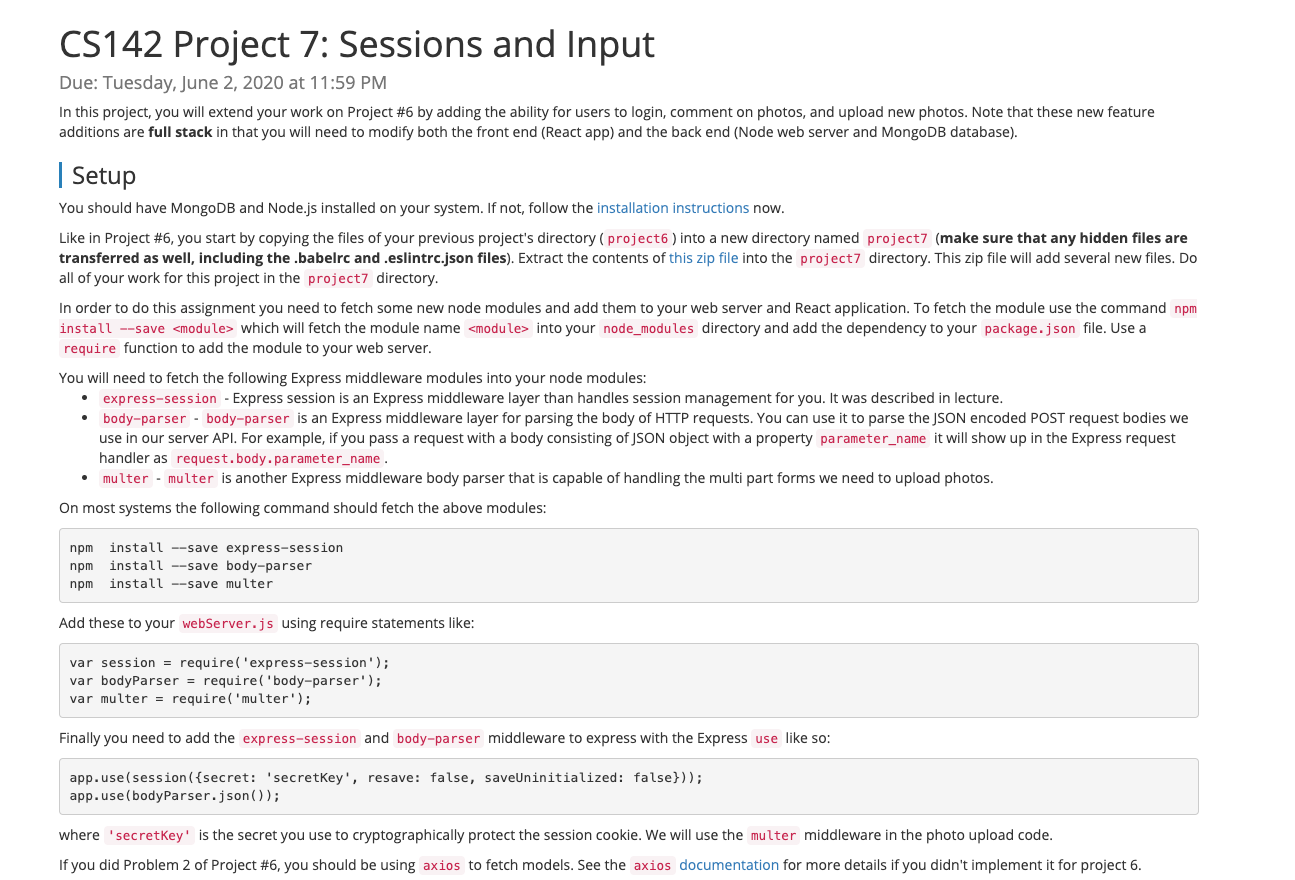 CS142 Project 7: Sessions and Input
Due: Tuesday, June 2, 2020 at 11:59 PM
In this project, you will extend your work on Project #6 by adding the ability for users to login, comment on photos, and upload new photos. Note that these new feature
additions are full stack in that you will need to modify both the front end (React app) and the back end (Node web server and MongoDB database).
Setup
You should have MongoDB and Node.js installed on your system. If not, follow the installation instructions now.
Like in Project #6, you start by copying the files of your previous project's directory ( project6 ) into a new directory named project7 (make sure that any hidden files are
transferred as well, including the .babelrc and .eslintrc.json files). Extract the contents of this zip file into the project7 directory. This zip file will add several new files. Do
all of your work for this project in the project7 directory.
In order to do this assignment you need to fetch some new node modules and add them to your web server and React application. To fetch the module use the command npm
install --save <module> which will fetch the module name <module> into your node_modules directory and add the dependency to your package.json file. Use a
require function to add the module to your web server.
You will need to fetch the following Express middleware modules into your node modules:
• express-session - Express session is an Express middleware layer than handles session management for you. It was described in lecture.
• body-parser - body-parser is an Express middleware layer for parsing the body of HTTP requests. You can use it to parse the JSON encoded POST request bodies we
use in our server API. For example, if you pass a request with a body consisting of JSON object with a property parameter_name it will show up in the Express request
handler as request.body.parameter_name .
• multer - multer is another Express middleware body parser that is capable of handling the multi part forms we need to upload photos.
On most systems the following command should fetch the above modules:
npm  install --save express-session
npm  install --save body-parser
npm  install --save multer
Add these to your webServer.js using require statements like:
var session = require('express-session');
var bodyParser = require('body-parser');
var multer = require('multer');
Finally you need to add the express-session and body-parser middleware to express with the Express use like so:
app.use(session({secret: 'secretKey', resave: false, saveUninitialized: false}));
app.use(bodyParser.json());
where 'secretKey' is the secret you use to cryptographically protect the session cookie. We will use the multer middleware in the photo upload code.
If you did Problem 2 of Project #6, you should be using axios to fetch models. See the axios documentation for more details if you didn't implement it for project 6.